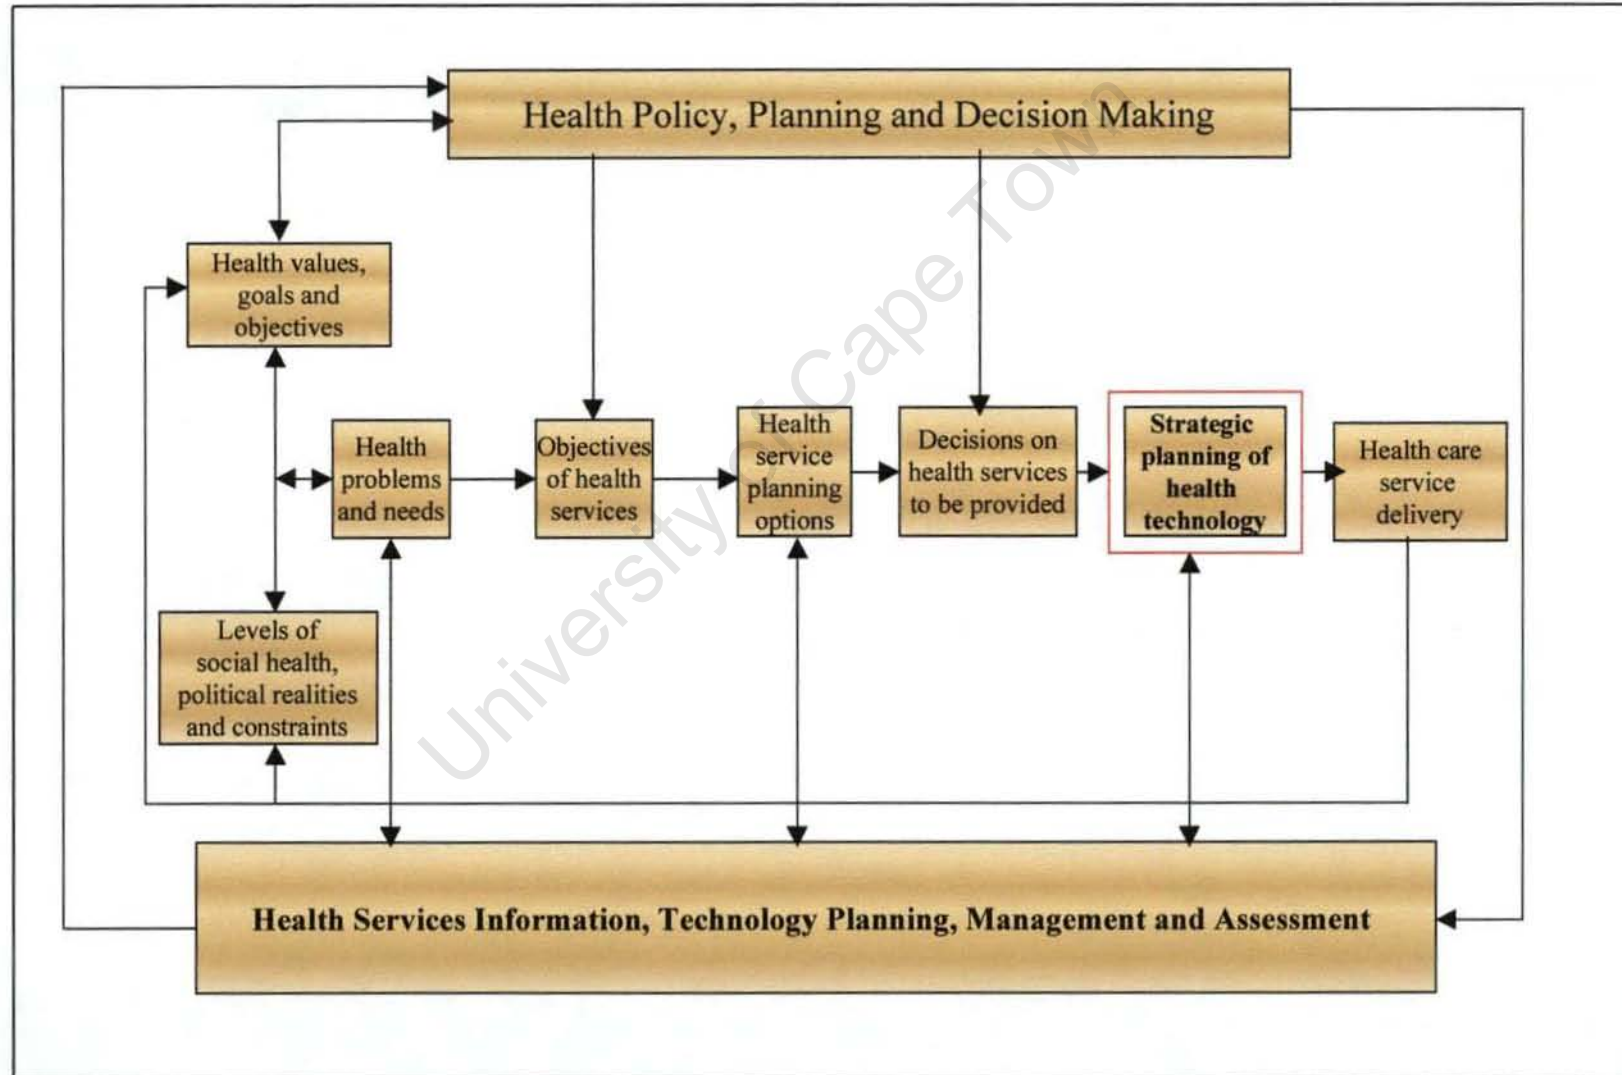 Health Policy, Planning and Decision Making
Health values,
goals and
objectives
Health
problems
and needs
Objectives
of health
services
Health
service
planning
options
Decisions on
health services
to be provided
Strategic
planning of
health
technology
Health care
service
delivery
Levels of
social health,
political realities
and constraints
Health Services Information, Technology Planning, Management and Assessment
University of Cape Town